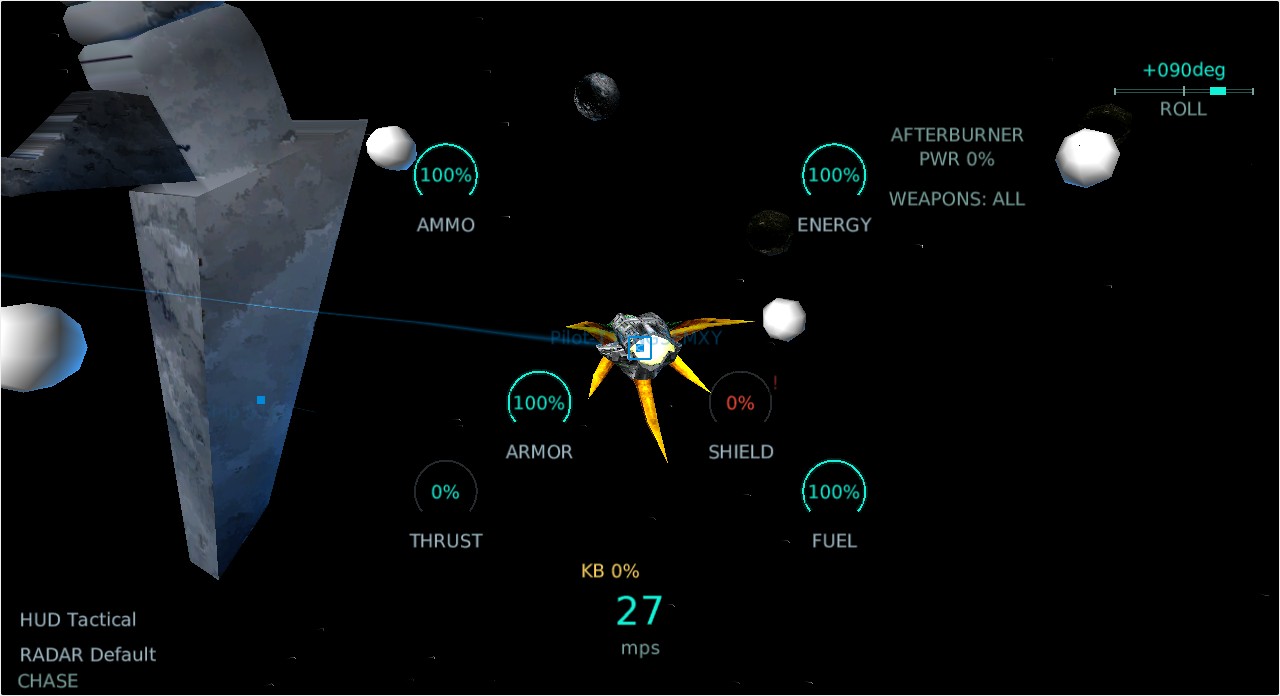 +090deg
ROLL
AFTERBURNER
PWR 0%
WEAPONS: ALL
100%
AMMO
100%
ENERGY
100%
ARMOR
0%
!
SHIELD
0%
THRUST
100%
FUEL
KB 0%
27
mps
HUD Tactical
RADAR Default
CHASE